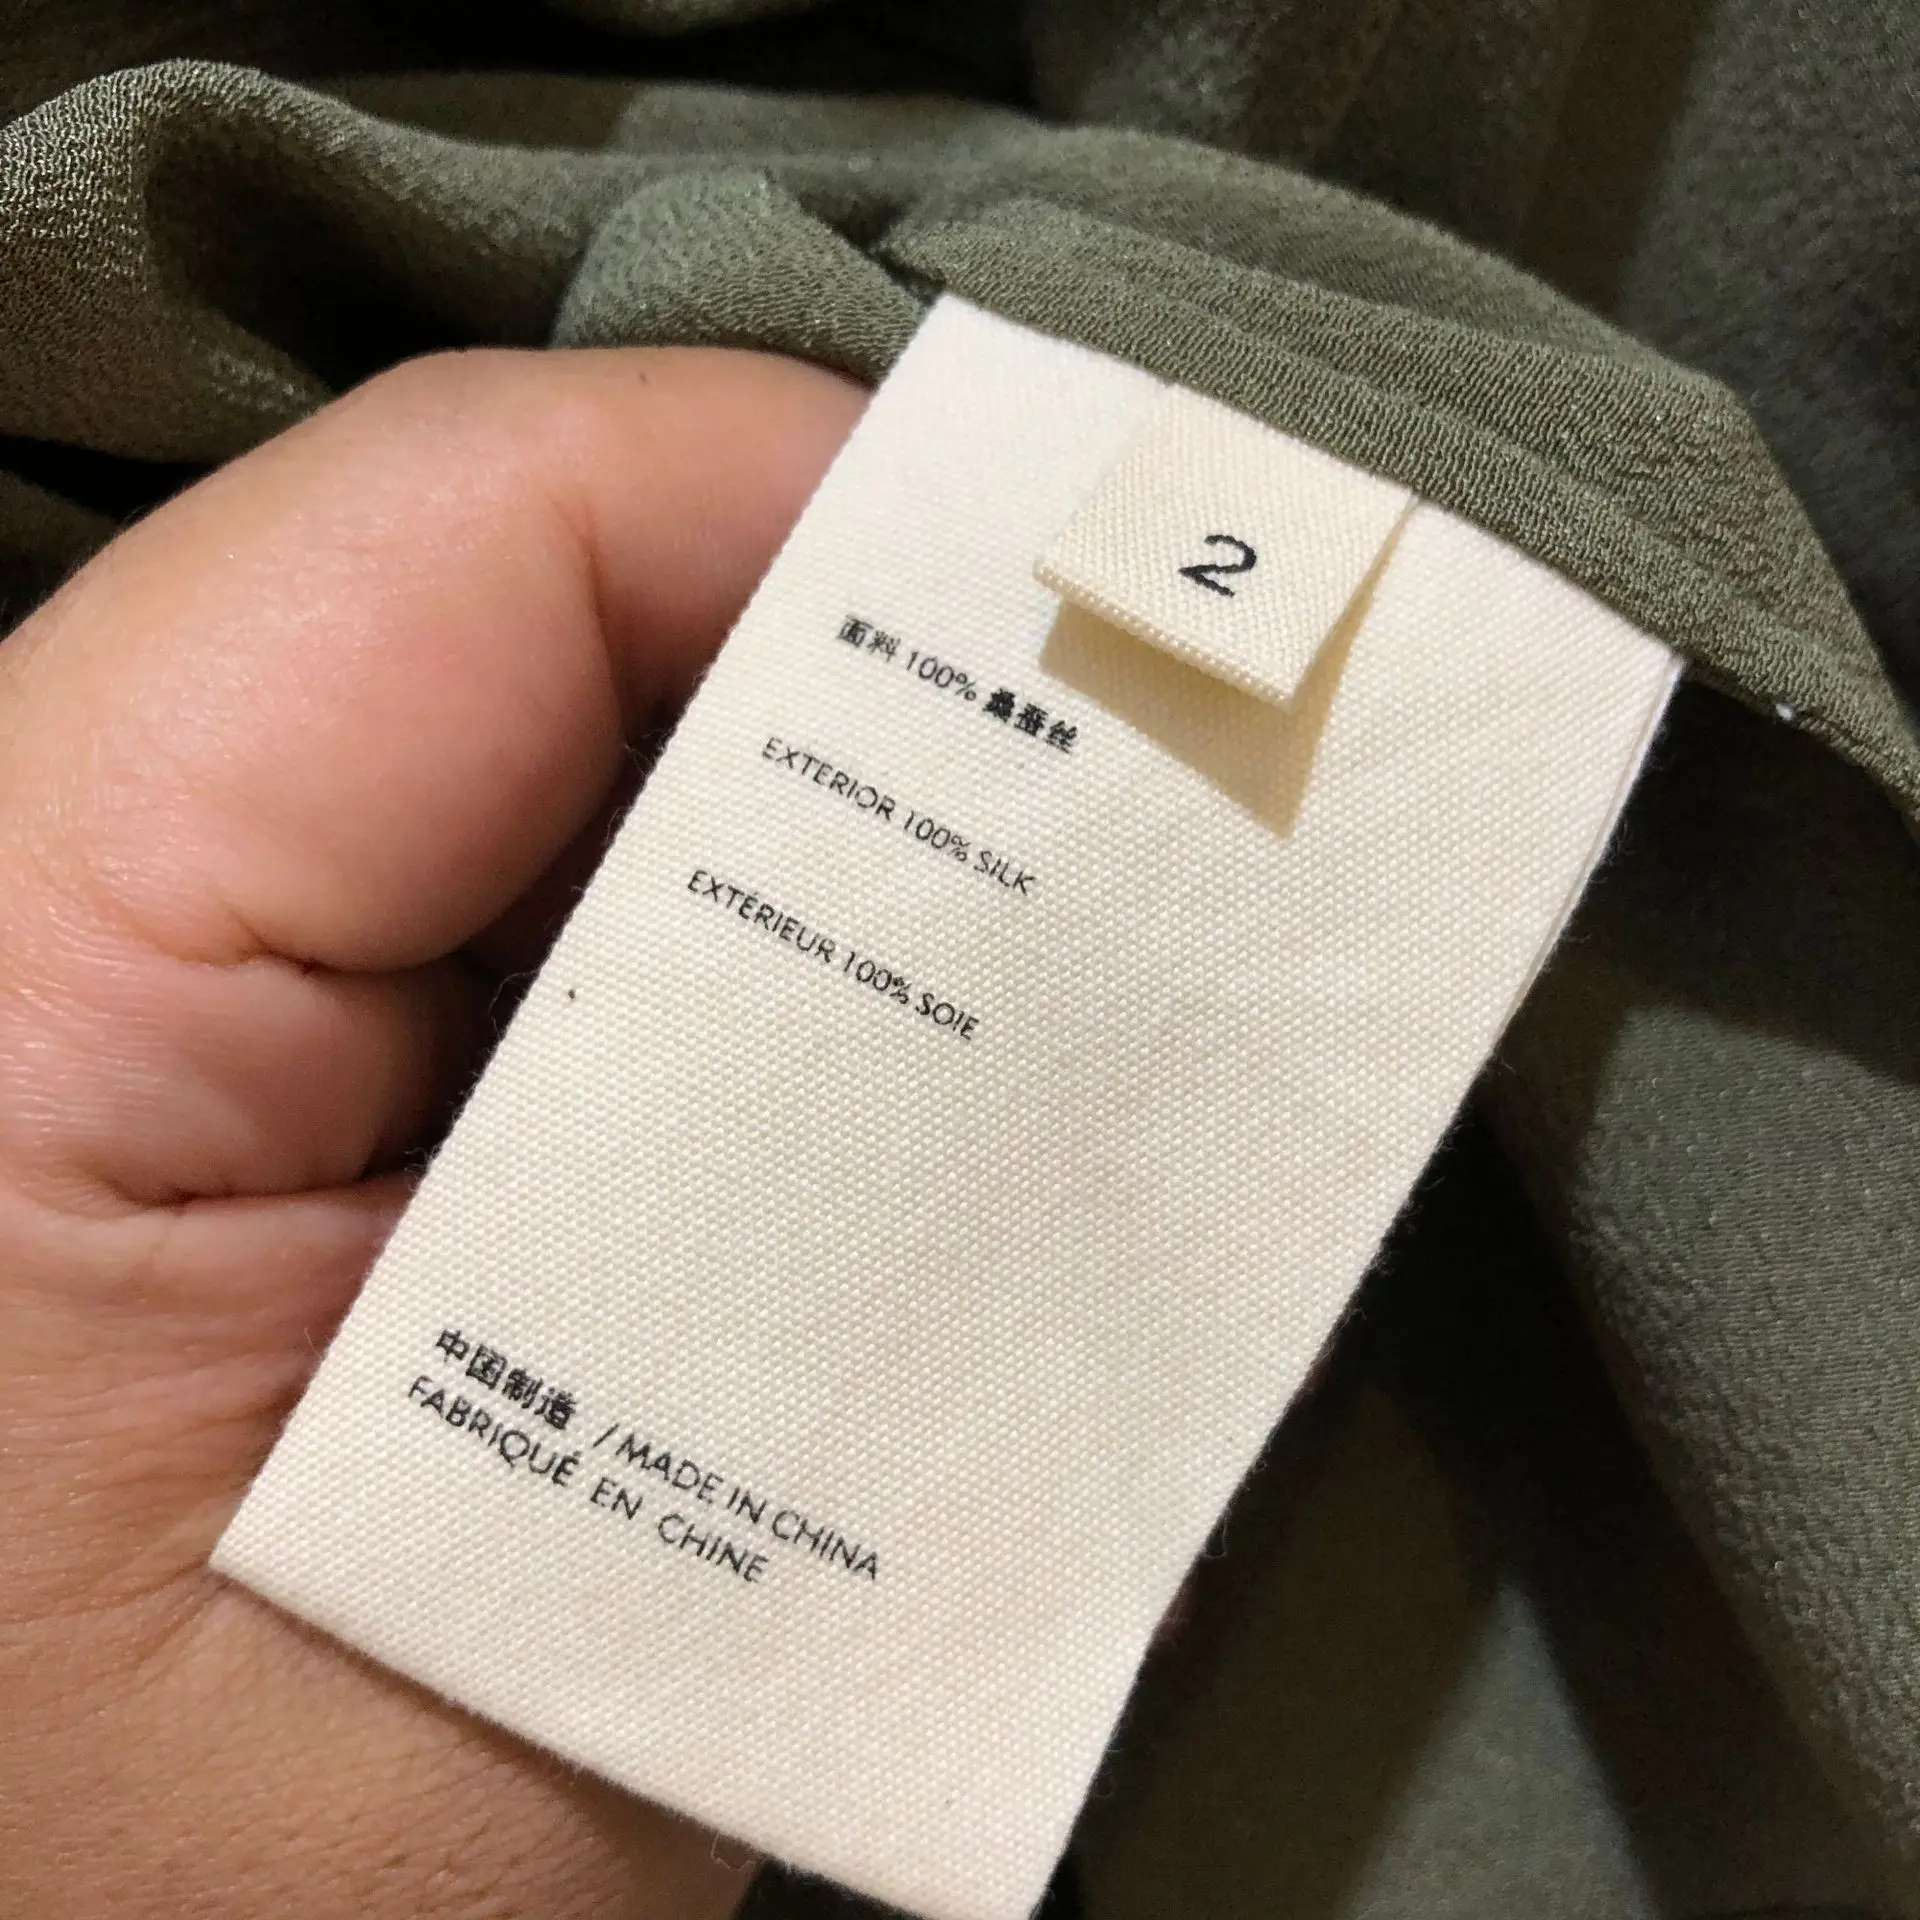 2
面料 100% 桑蚕丝
EXTERIOR 100% SILK
EXTÉRIEUR 100% SOIE
中国制造 / MADE IN CHINA
FABRIQUÉ EN CHINE